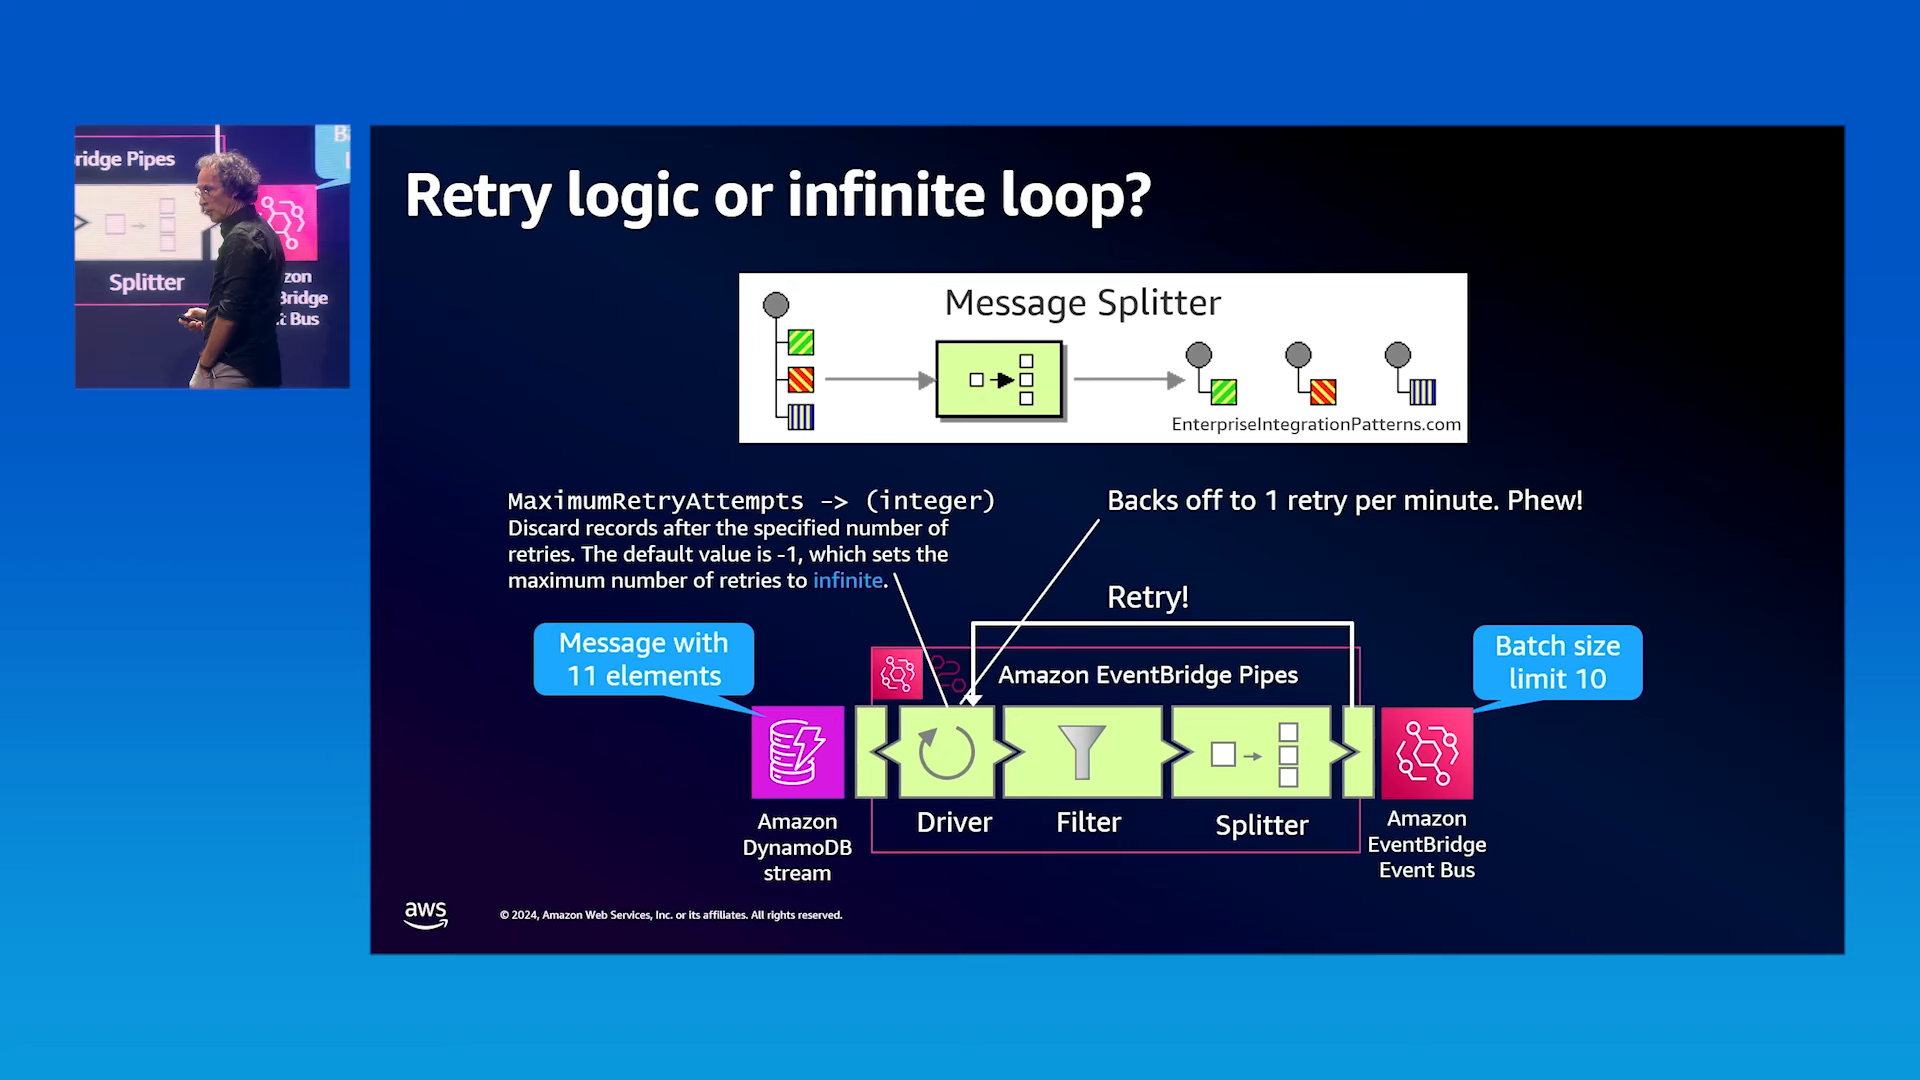 Retry logic or infinite loop?
Message Splitter
EnterpriseIntegrationPatterns.com
MaximumRetryAttempts -> (integer)
Discard records after the specified number of
retries. The default value is -1, which sets the
maximum number of retries to infinite.
Backs off to 1 retry per minute. Phew!
Retry!
Message with
11 elements
Amazon EventBridge Pipes
Batch size
limit 10
Driver
Filter
Splitter
Amazon
DynamoDB
stream
Amazon
EventBridge
Event Bus
aws
© 2024, Amazon Web Services, Inc. or its affiliates. All rights reserved.
ridge Pipes
B
L
Splitter
zon
Bridge
t Bus